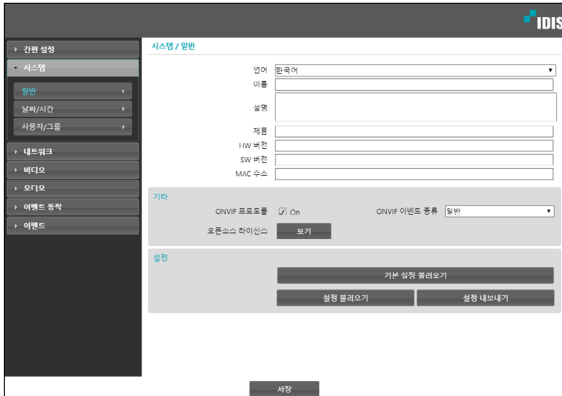 IDIS
간편 설정
시스템
일반
날짜/시간
사용자/그룹
네트워크
비디오
오디오
이벤트 동작
이벤트
시스템 / 일반
언어 한국어
이름
설명
제품
HW 버전
SW 버전
MAC 주소
기타
ONVIF 프로토콜 On ONVIF 이벤트 종류 일반
오픈소스 라이선스 보기
설정
기본 설정 불러오기
설정 불러오기 설정 내보내기
저장